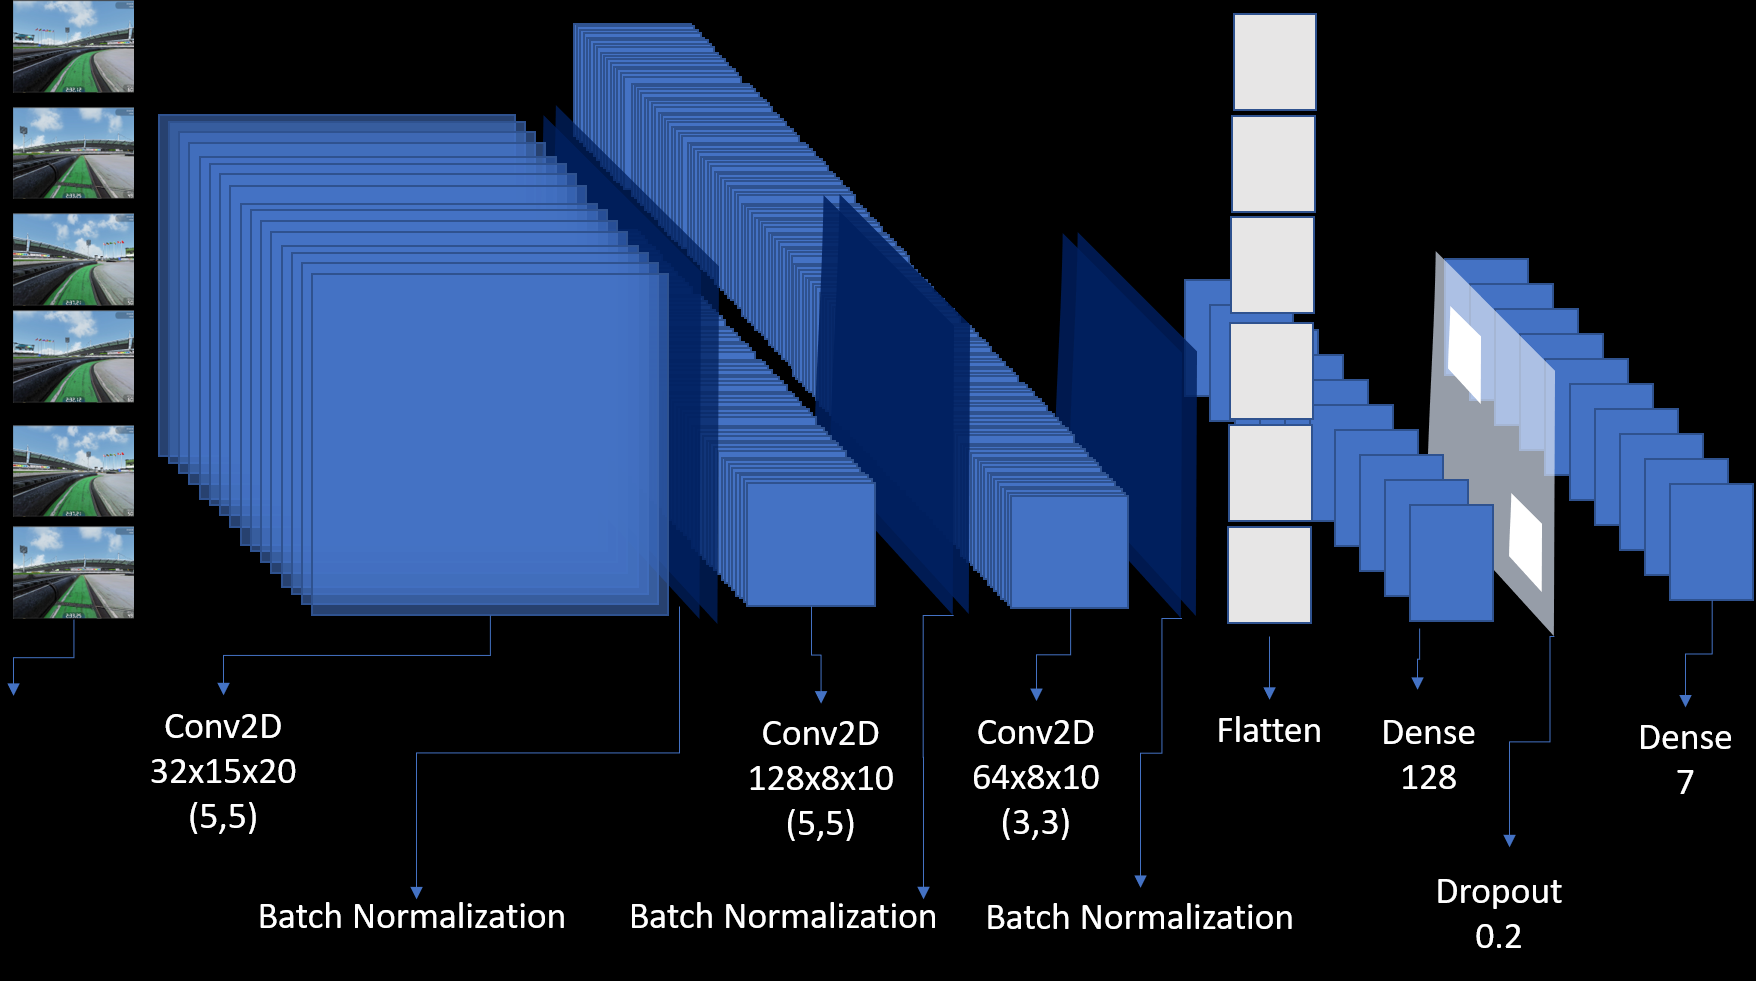 Conv2D
32x15x20
(5,5)
Conv2D
128x8x10
(5,5)
Conv2D
64x8x10
(3,3)
Flatten
Dense
128
Dense
7
Batch Normalization
Batch Normalization
Batch Normalization
Dropout
0.2